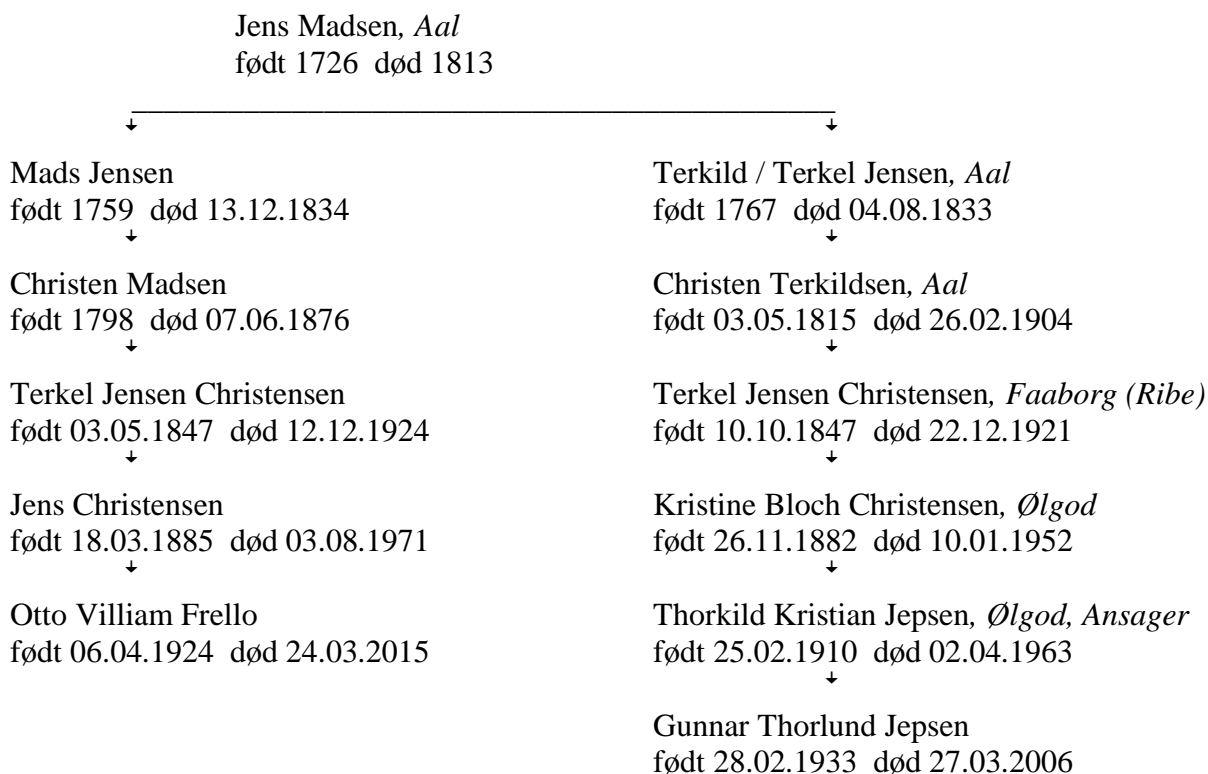 Jens Madsen, Aal
født 1726  død 1813
Mads Jensen
født 1759  død 13.12.1834
Christen Madsen
født 1798  død 07.06.1876
Terkel Jensen Christensen
født 03.05.1847  død 12.12.1924
Jens Christensen
født 18.03.1885  død 03.08.1971
Otto Villiam Frello
født 06.04.1924  død 24.03.2015
Terkild / Terkel Jensen, Aal
født 1767  død 04.08.1833
Christen Terkildsen, Aal
født 03.05.1815  død 26.02.1904
Terkel Jensen Christensen, Faaborg (Ribe)
født 10.10.1847  død 22.12.1921
Kristine Bloch Christensen, Ølgod
født 26.11.1882  død 10.01.1952
Thorkild Kristian Jepsen, Ølgod, Ansager
født 25.02.1910  død 02.04.1963
Gunnar Thorlund Jepsen
født 28.02.1933  død 27.03.2006